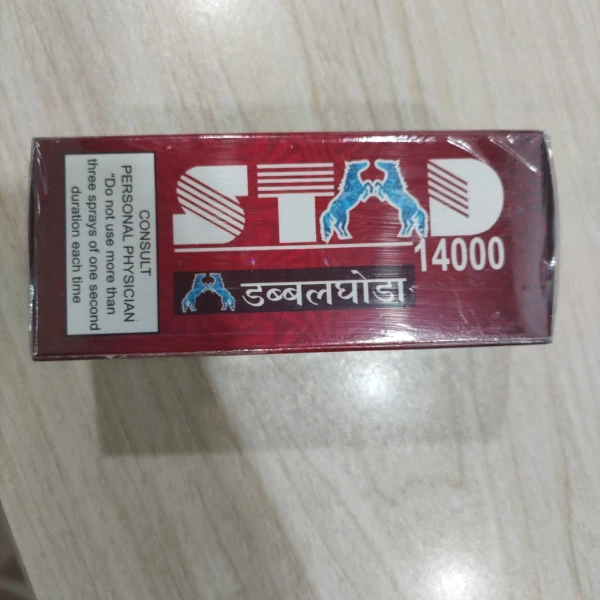 CONSULT
PERSONAL PHYSICIAN
"Do not use more than
three sprays of one second
duration each time
STAD
14000
डब्बलघोडा